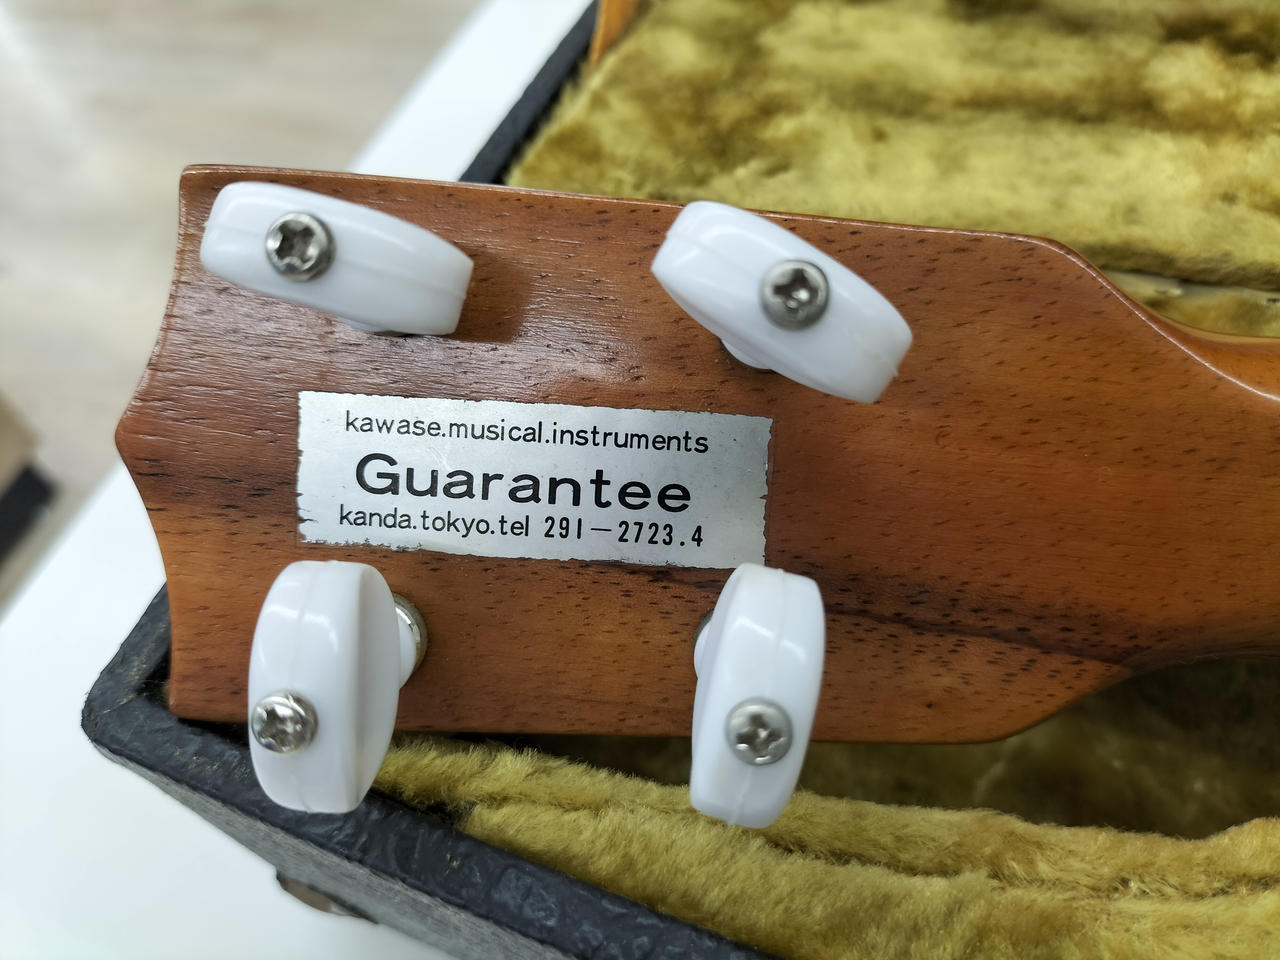 kawase.musical.instruments
Guarantee
kanda.tokyo.tel 291-2723.4